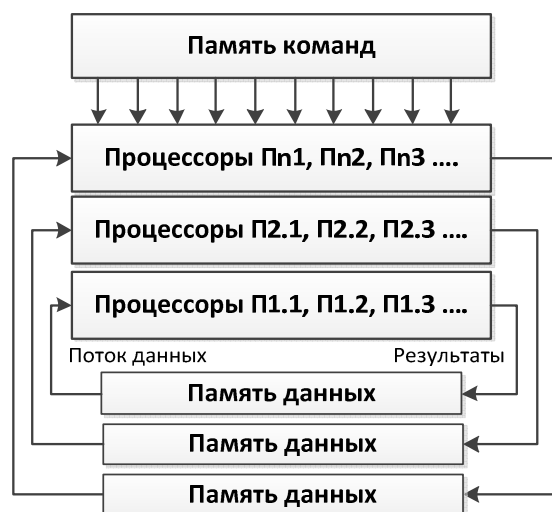 Память команд
Процессоры Пn1, Пn2, Пn3 ....
Процессоры П2.1, П2.2, П2.3 ....
Процессоры П1.1, П1.2, П1.3 ....
Поток данных Результаты
Память данных
Память данных
Память данных